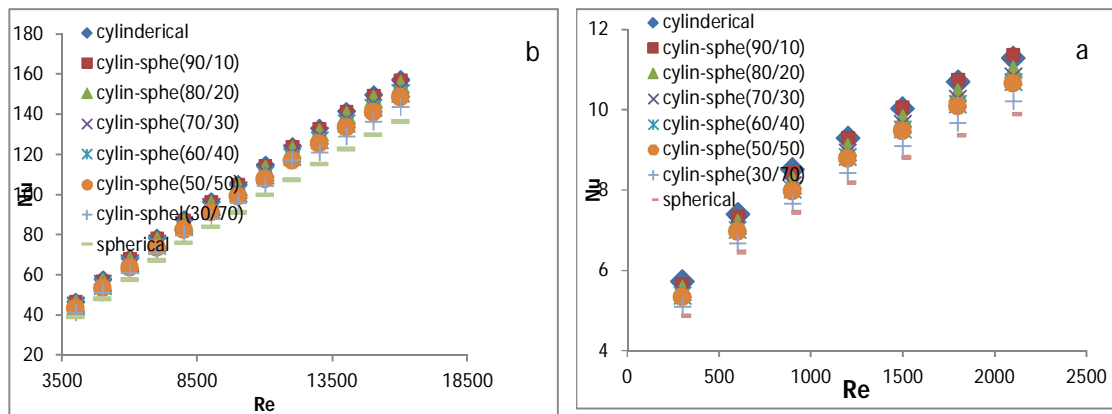 180
160
140
120
100
80
60
40
20
Nu
3500
8500
13500
18500
Re
cylinderical
cylin-sphe(90/10)
cylin-sphe(80/20)
cylin-sphe(70/30)
cylin-sphe(60/40)
cylin-sphe(50/50)
cylin-sphel(30/70)
spherical
b
12
10
8
6
4
Nu
0
500
1000
1500
2000
2500
Re
cylinderical
cylin-sphe(90/10)
cylin-sphe(80/20)
cylin-sphe(70/30)
cylin-sphe(60/40)
cylin-sphe(50/50)
cylin-sphe(30/70)
spherical
a